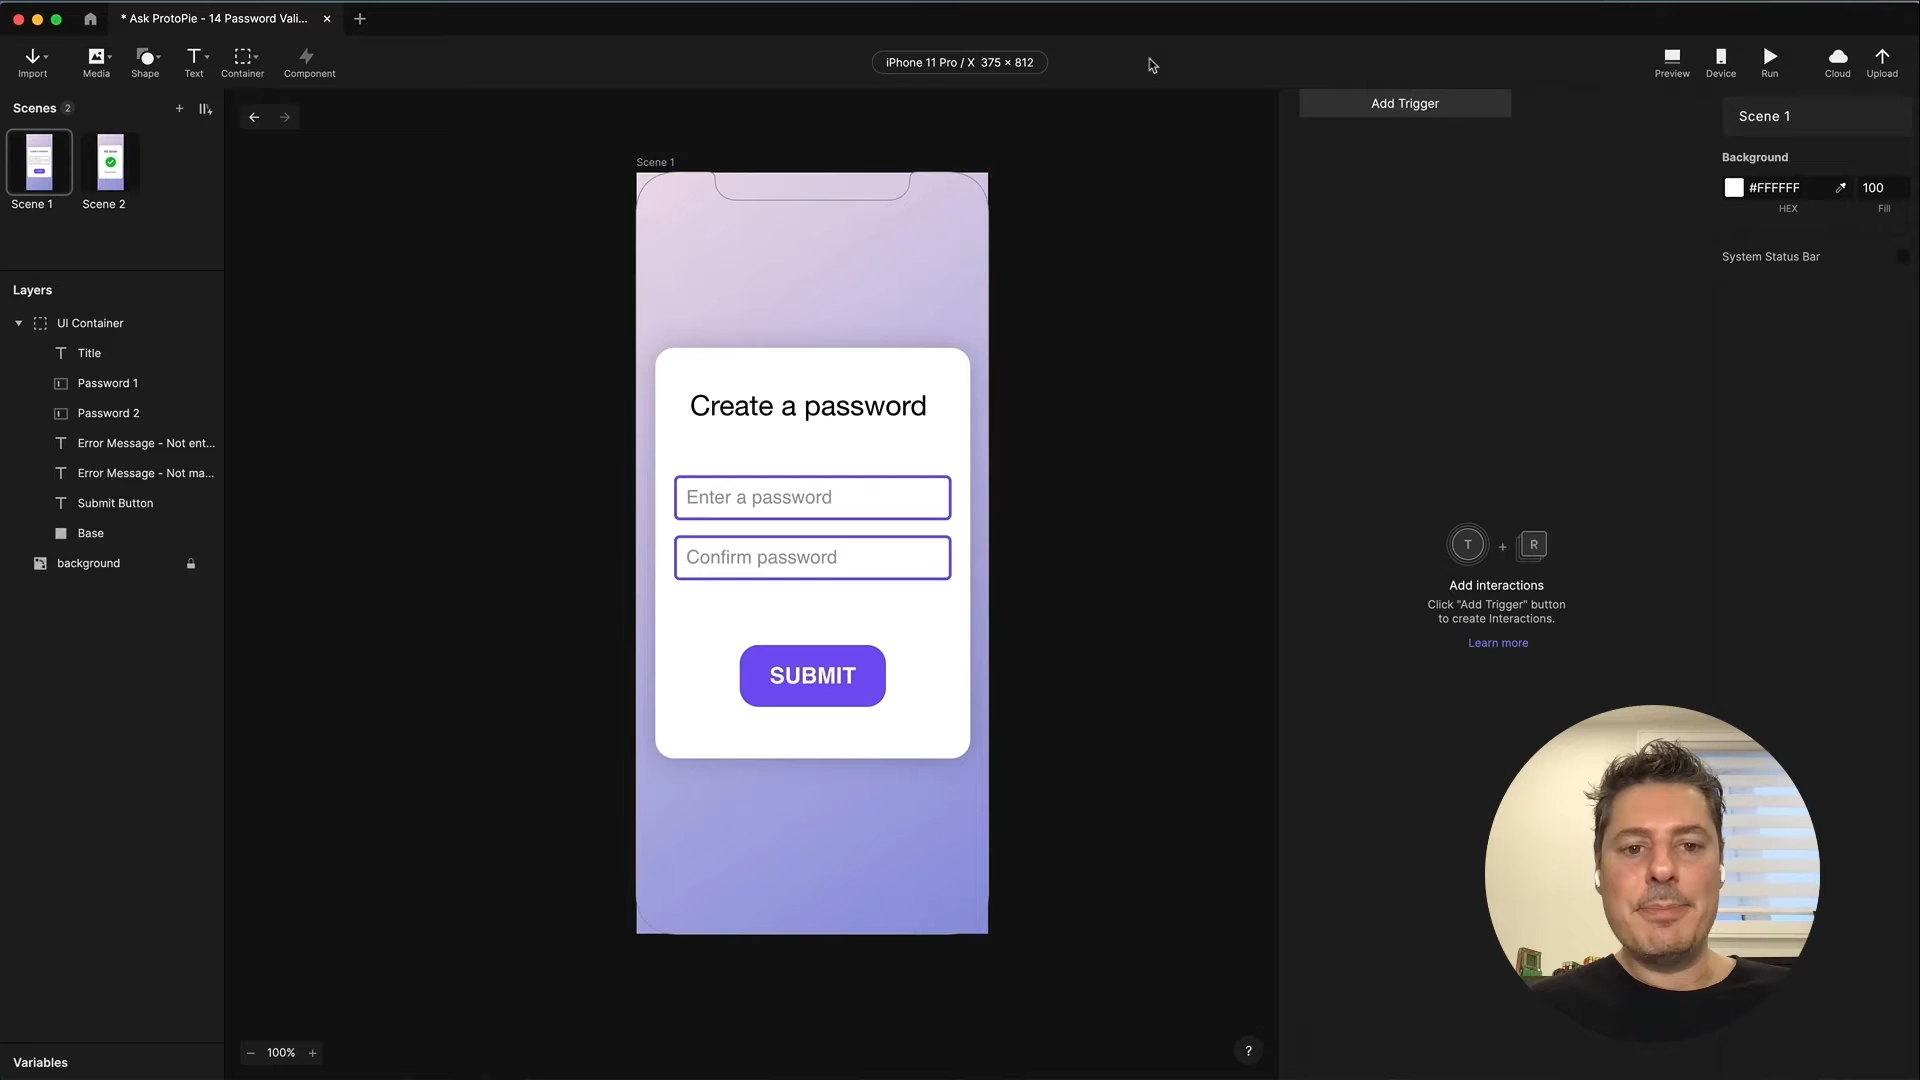 * Ask ProtoPie - 14 Password Vali...
Import
Media
Shape
Text
Container
Component
iPhone 11 Pro / X 375 × 812
Preview
Device
Run
Cloud
Upload
Scenes 2
Scene 1
Scene 2
Layers
UI Container
Title
Password 1
Password 2
Error Message - Not ent...
Error Message - Not ma...
Submit Button
Base
background
Variables
Scene 1
Create a password
Enter a password
Confirm password
SUBMIT
100%
?
Add Trigger
T + R
Add interactions
Click "Add Trigger" button
to create Interactions.
Learn more
Scene 1
Background
#FFFFFF 100
HEX Fill
System Status Bar